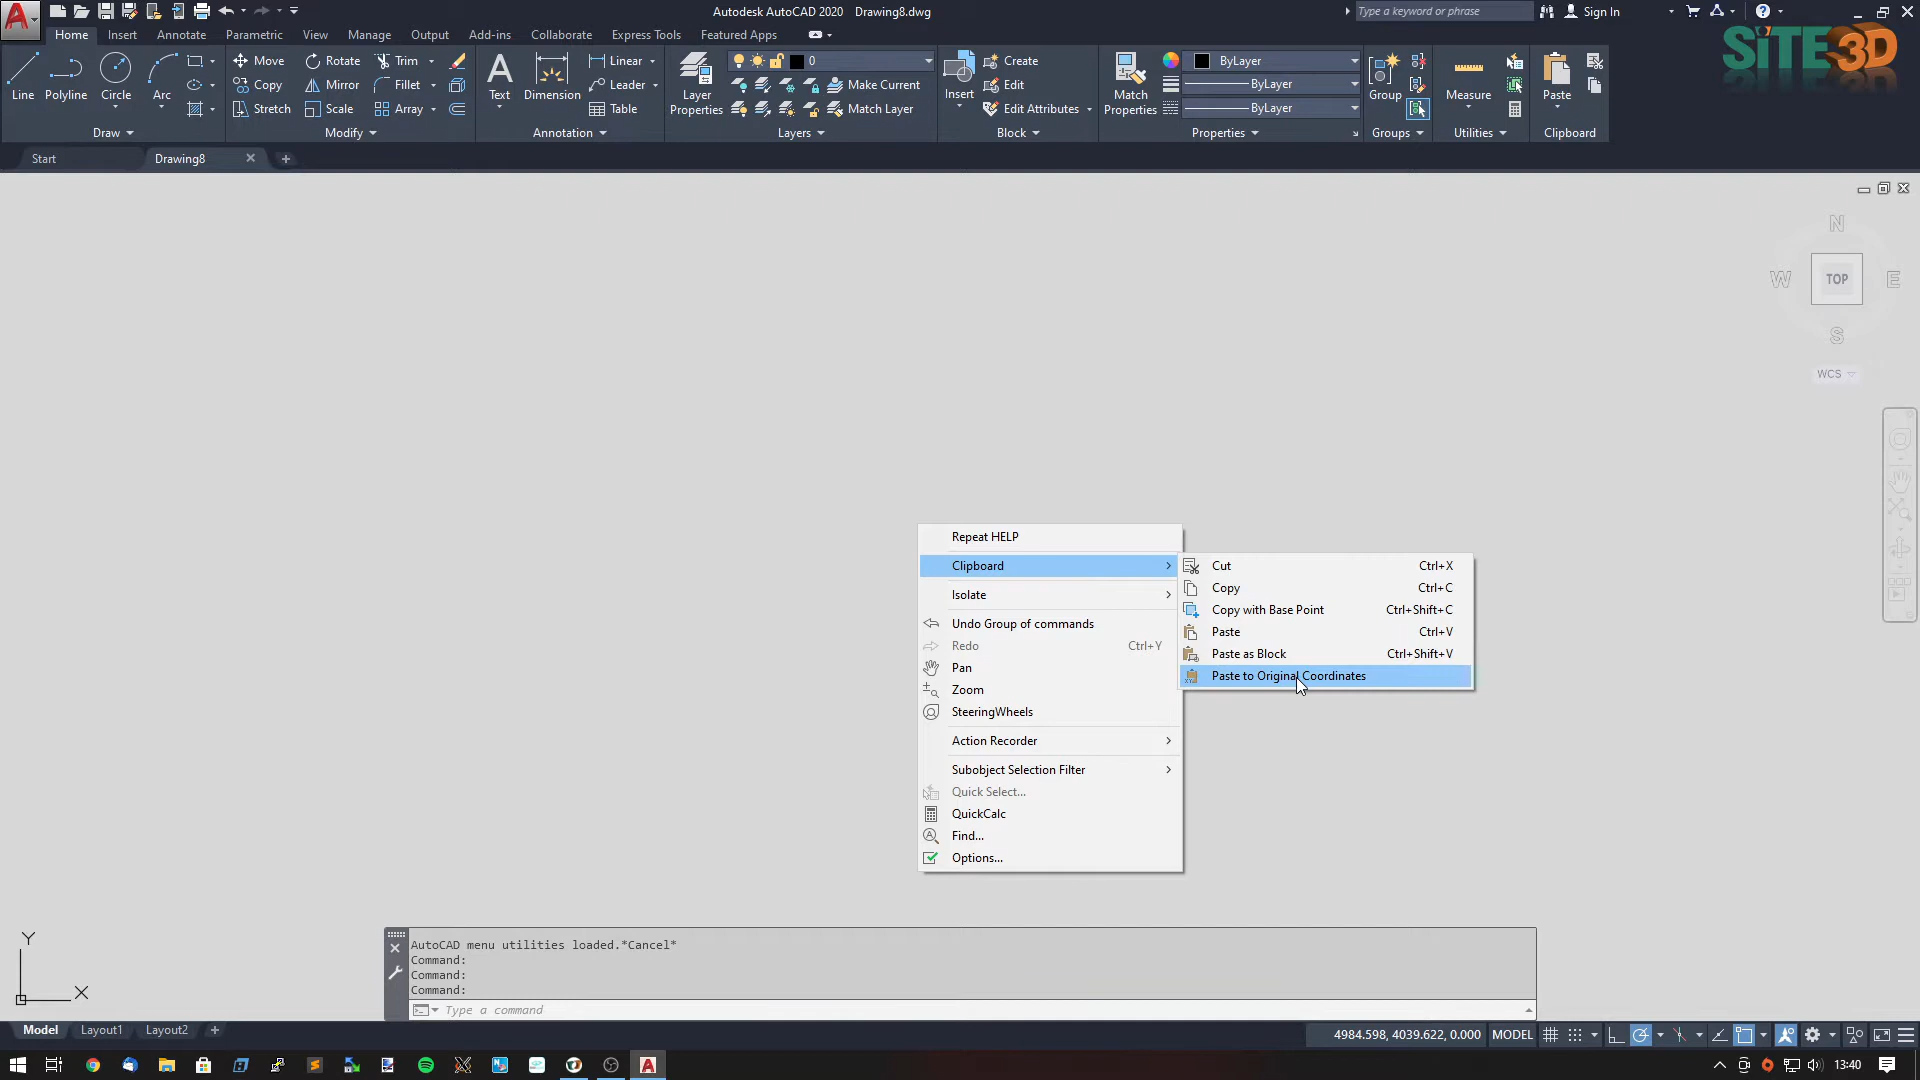 Autodesk AutoCAD 2020 Drawing8.dwg
Type a keyword or phrase
Sign In
Home Insert Annotate Parametric View Manage Output Add-ins Collaborate Express Tools Featured Apps
SITE3D
Line Polyline Circle Arc
Move Rotate Trim
Copy Mirror Fillet
Stretch Scale Array
Text Dimension
Linear
Leader
Table
Layer Properties
0
Make Current
Match Layer
Insert
Create
Edit
Edit Attributes
Match Properties
ByLayer
ByLayer
ByLayer
Group
Measure
Paste
Draw Modify Annotation Layers Block Properties Groups Utilities Clipboard
Start Drawing8
N
W TOP E
S
WCS
Repeat HELP
Clipboard
Isolate
Undo Group of commands
Redo Ctrl+Y
Pan
Zoom
SteeringWheels
Action Recorder
Subobject Selection Filter
Quick Select...
QuickCalc
Find...
Options...
Cut Ctrl+X
Copy Ctrl+C
Copy with Base Point Ctrl+Shift+C
Paste Ctrl+V
Paste as Block Ctrl+Shift+V
Paste to Original Coordinates
Y
X
AutoCAD menu utilities loaded.*Cancel*
Command:
Command:
Command:
Type a command
Model Layout1 Layout2
4984.598, 4039.622, 0.000 MODEL
13:40